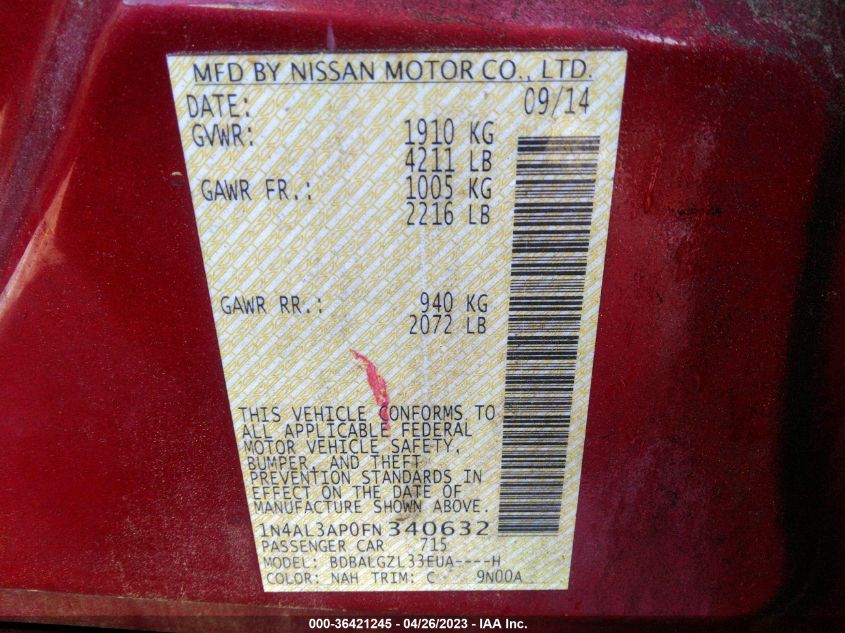 MFD BY NISSAN MOTOR CO., LTD.
DATE: 09/14
GVWR: 1910 KG
4211 LB
GAWR FR.: 1005 KG
2216 LB
GAWR RR.: 940 KG
2072 LB
THIS VEHICLE CONFORMS TO
ALL APPLICABLE FEDERAL
MOTOR VEHICLE SAFETY,
BUMPER, AND THEFT
PREVENTION STANDARDS IN
EFFECT ON THE DATE OF
MANUFACTURE SHOWN ABOVE.
1N4AL3AP0FN340632
PASSENGER CAR 715
MODEL: BDBALGZL33EUA----H
COLOR: NAH TRIM: C 9N00A
000-36421245 - 04/26/2023 - IAA Inc.